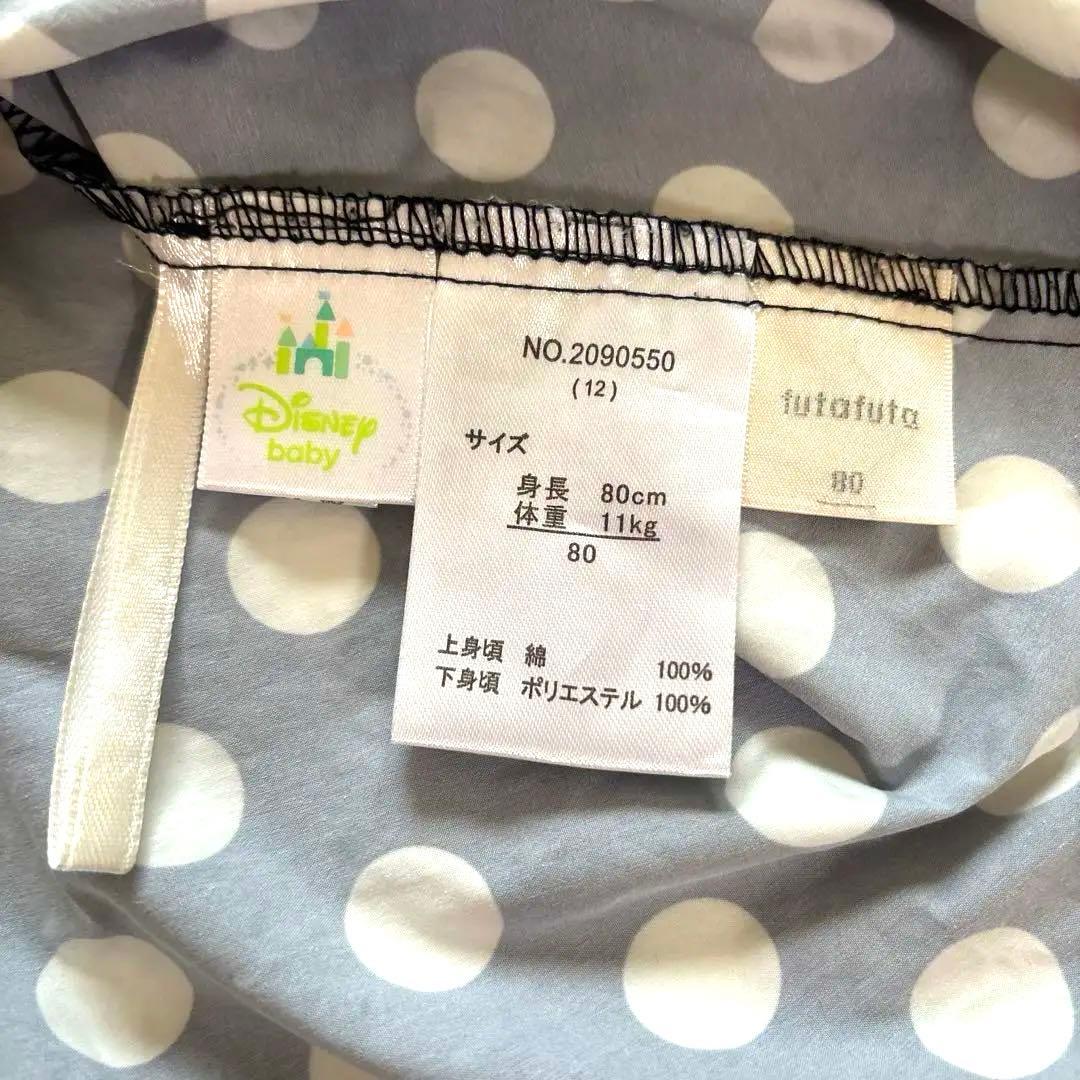 Disney
baby
NO.2090550
(12)
サイズ
身長 80cm
体重 11kg
80
上身頃 綿 100%
下身頃 ポリエステル 100%
futafuta
80